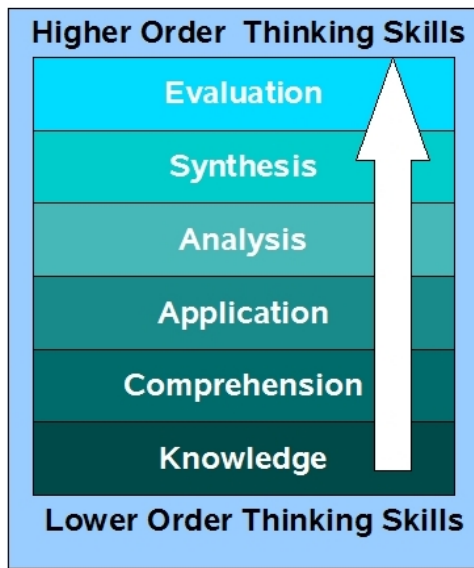 Higher Order Thinking Skills
Evaluation
Synthesis
Analysis
Application
Comprehension
Knowledge
Lower Order Thinking Skills